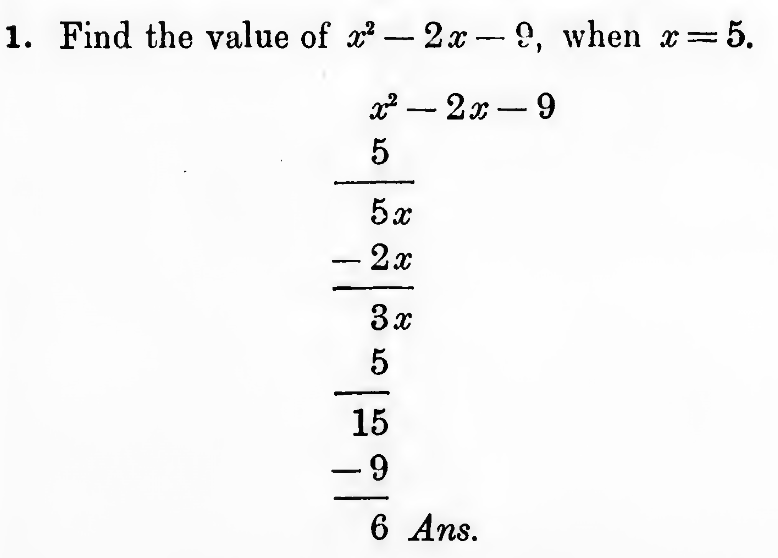 1. Find the value of x² — 2x — 9, when x = 5.
x² — 2x — 9
5
5x
— 2x
3x
5
15
— 9
6 Ans.